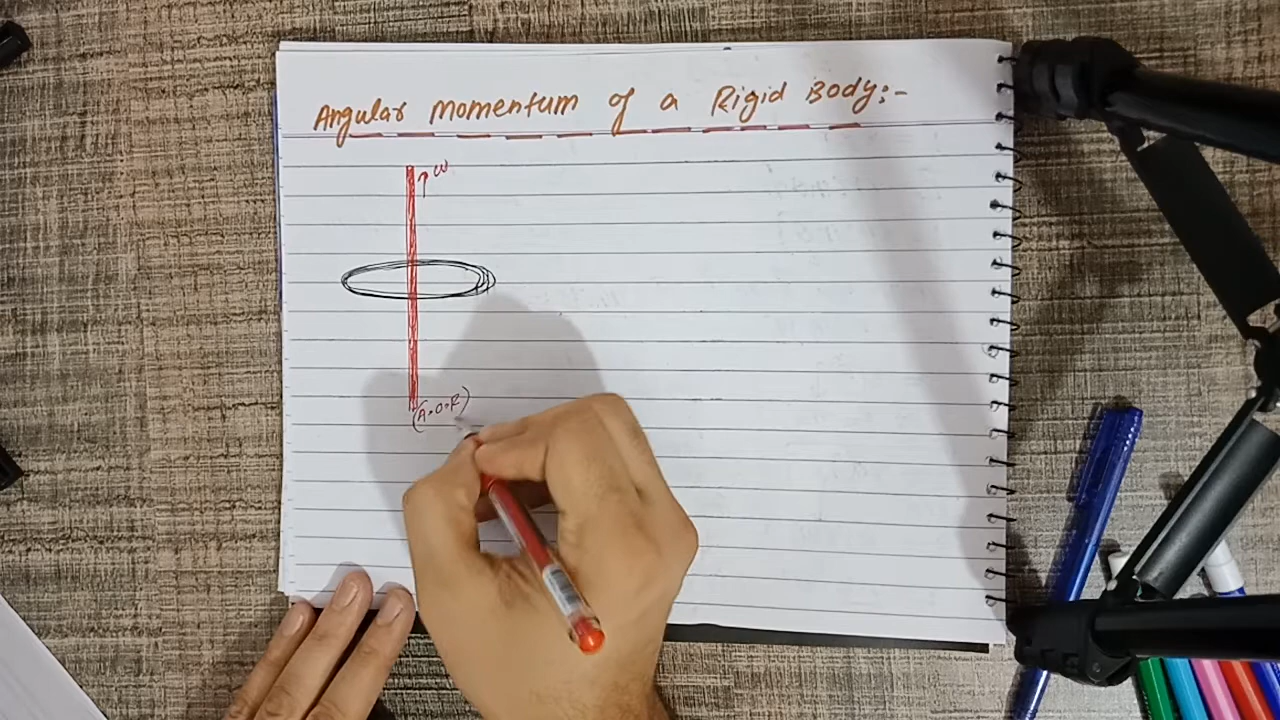 Angular Momentum of a Rigid Body:-
↑ω
(A.O.R)